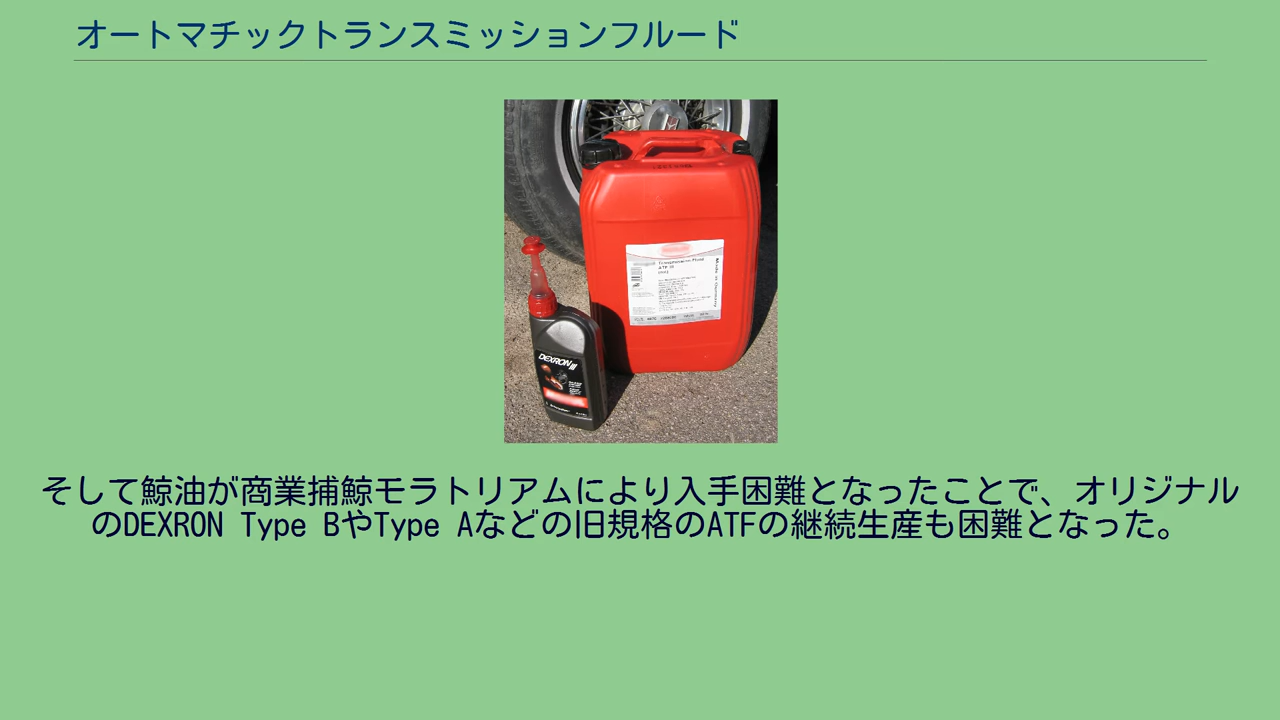 オートマチックトランスミッションフルード
DEXRON III
そして鯨油が商業捕鯨モラトリアムにより入手困難となったことで、オリジナル
のDEXRON Type BやType Aなどの旧規格のATFの継続生産も困難となった。